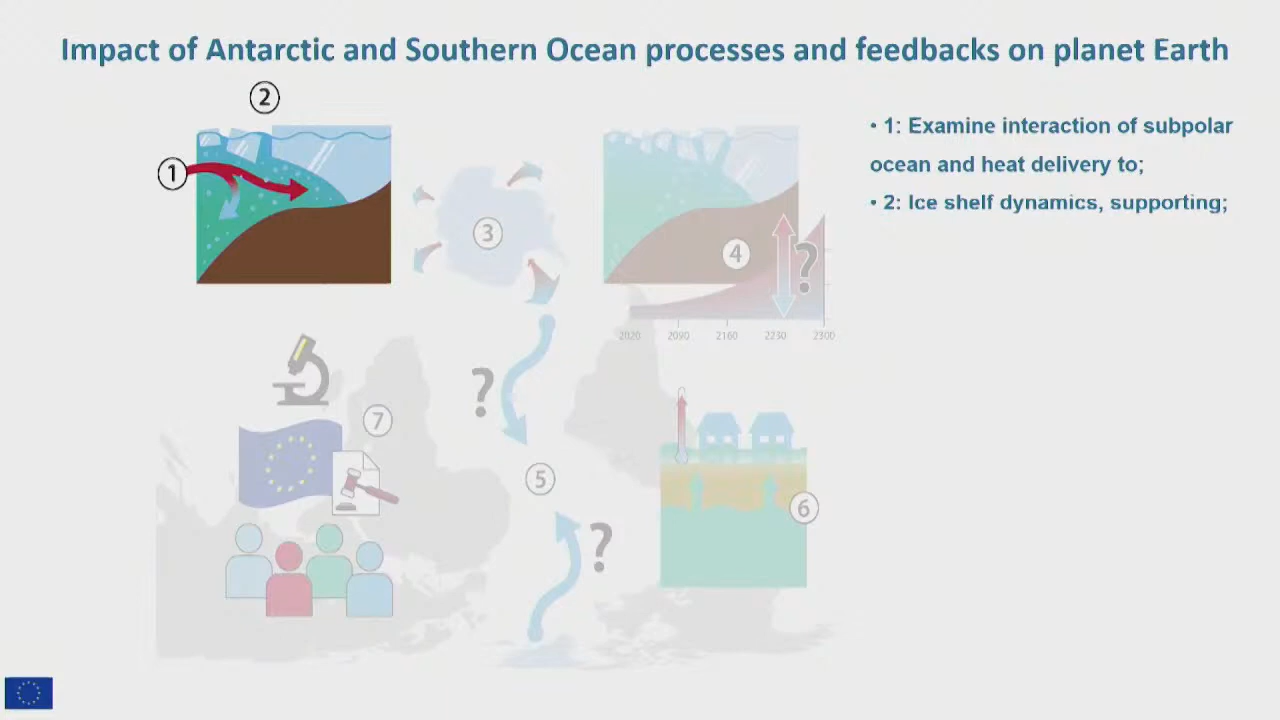 Impact of Antarctic and Southern Ocean processes and feedbacks on planet Earth
2
1
3
4
?
2020 2090 2160 2230 2300
?
7
5
6
?
• 1: Examine interaction of subpolar
ocean and heat delivery to;
• 2: Ice shelf dynamics, supporting;